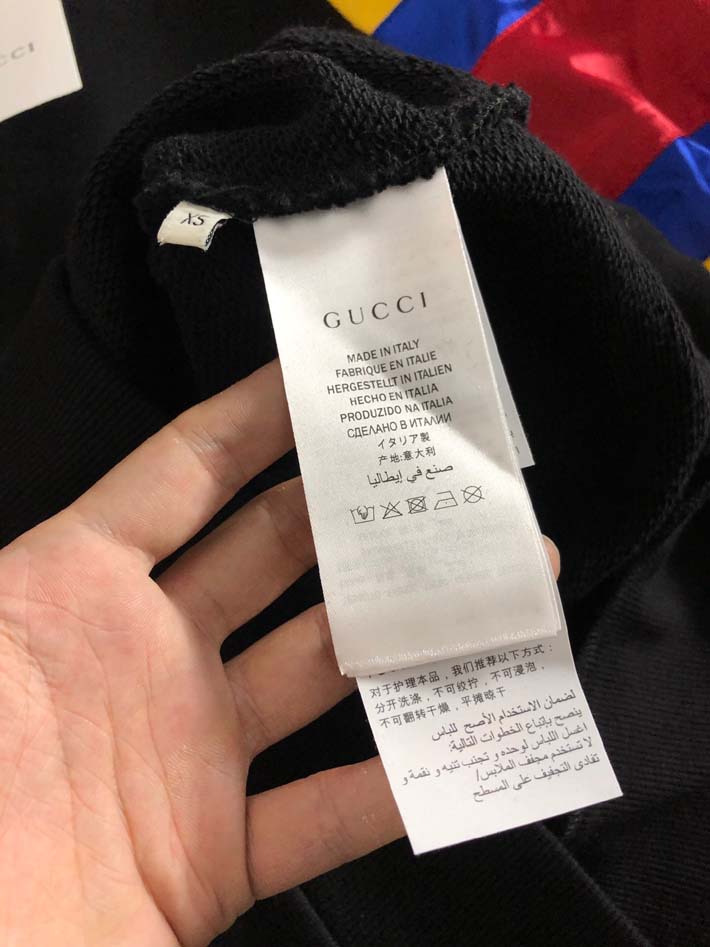 CCI
XS
GUCCI
MADE IN ITALY
FABRIQUE EN ITALIE
HERGESTELLT IN ITALIEN
HECHO EN ITALIA
PRODUZIDO NA ITALIA
СДЕЛАНО В ИТАЛИИ
イタリア製
产地:意大利
صنع في إيطاليا
对于护理本品，我们推荐以下方式：
分开洗涤，不可绞拧，不可浸泡，
不可翻转干燥，平摊晾干
لضمان الاستخدام الأصح للباس
ينصح بإتباع الخطوات التالية:
اغسل اللباس لوحده و تجنب تنيه و نقعة و
لا تستخدم مجفف الملابس/
تفادى التجفيف على المسطح